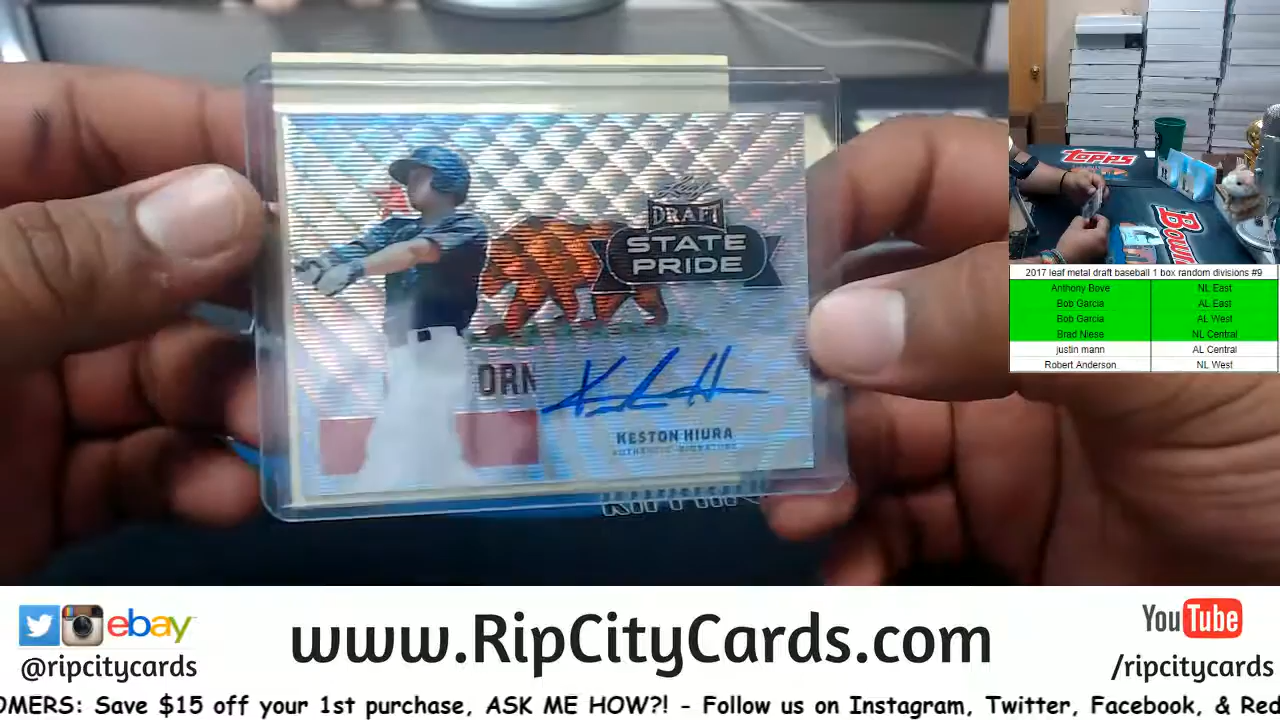 Leaf
DRAFT
STATE
PRIDE
ORN
KESTON HIURA
AUTHENTIC SIGNATURE
TOPPS
2017 leaf metal draft baseball 1 box random divisions #9
Anthony Bove NL East
Bob Garcia AL East
Bob Garcia AL West
Brad Niese NL Central
justin mann AL Central
Robert Anderson NL West
ebay
@ripcitycards
www.RipCityCards.com
YouTube
/ripcitycards
OMERS: Save $15 off your 1st purchase, ASK ME HOW?! - Follow us on Instagram, Twitter, Facebook, & Red